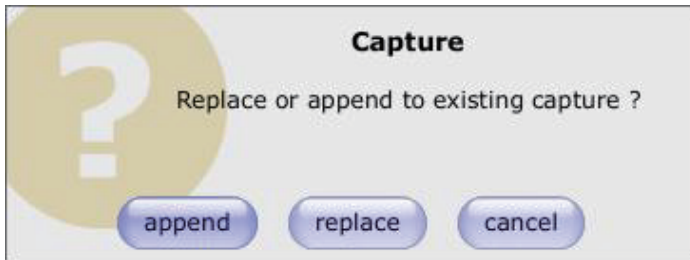 Capture
Replace or append to existing capture ?
append replace cancel